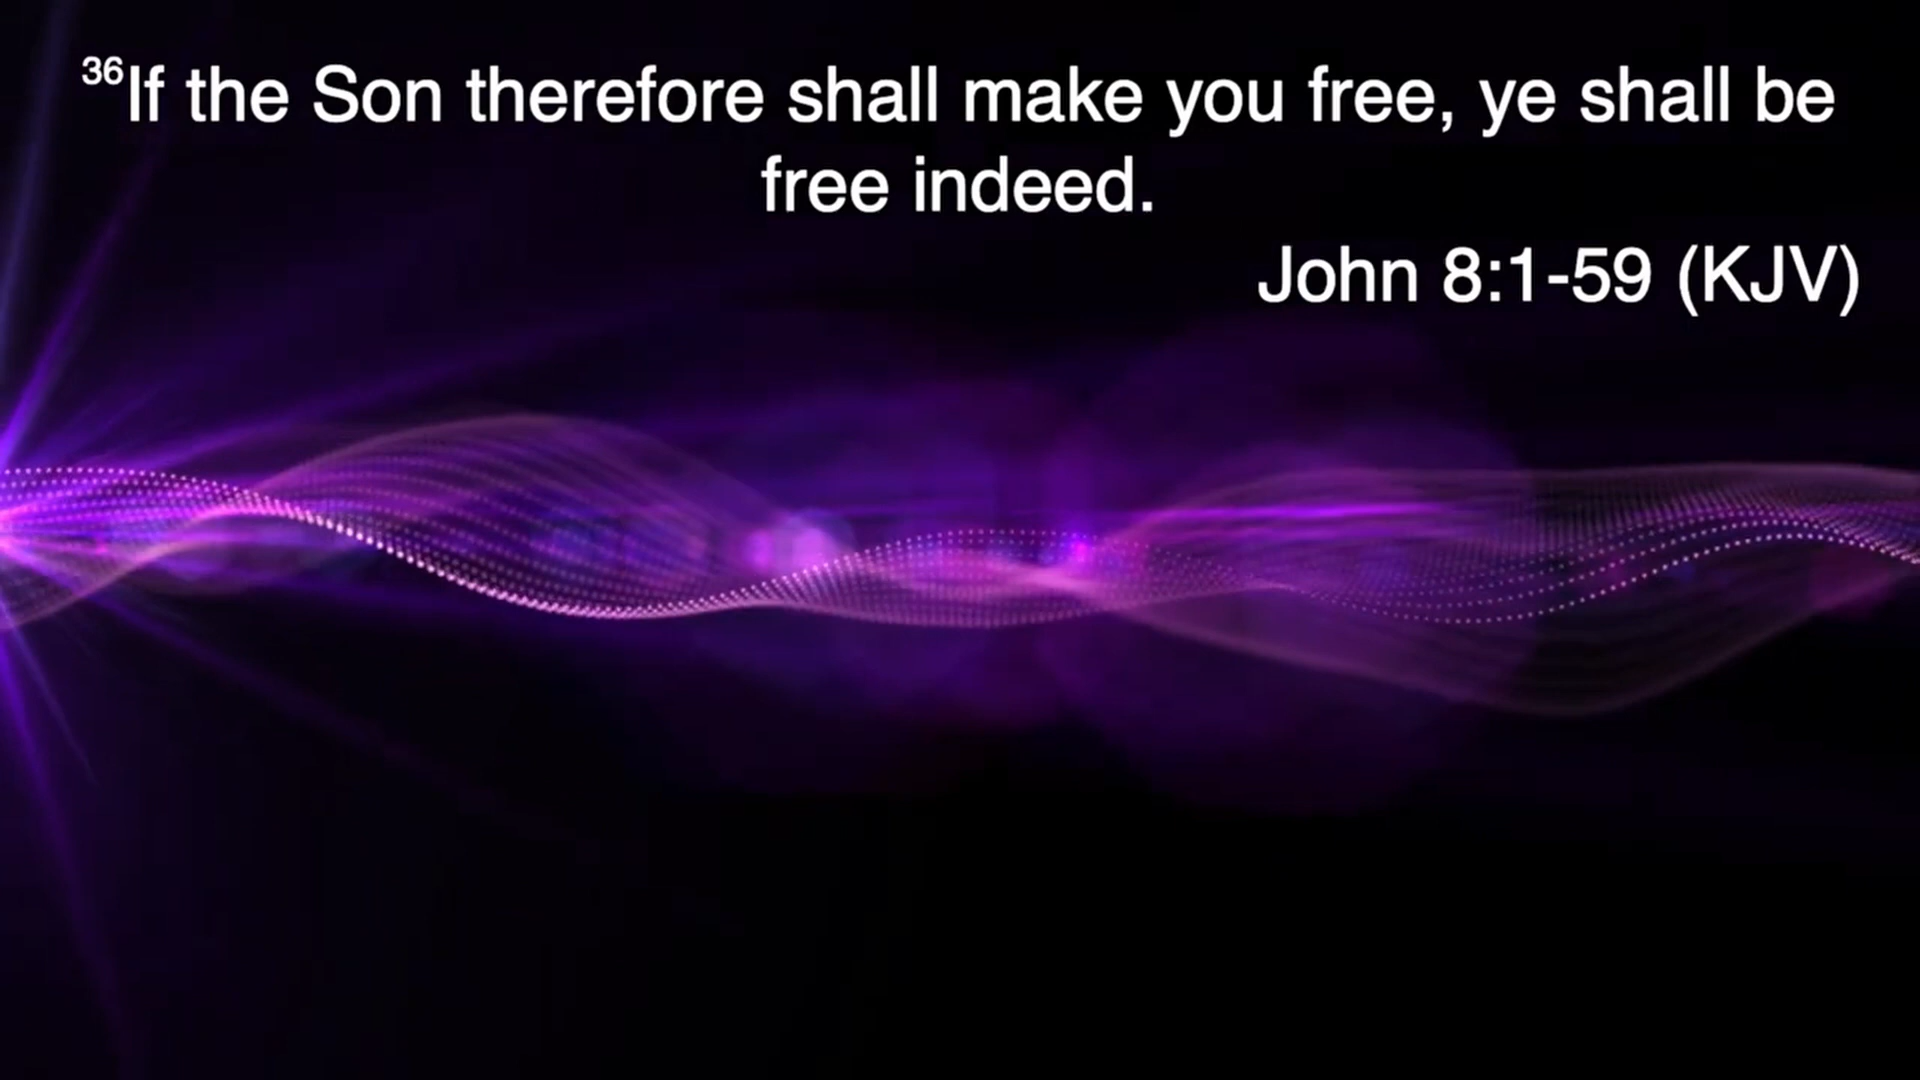 36If the Son therefore shall make you free, ye shall be
free indeed.
John 8:1-59 (KJV)